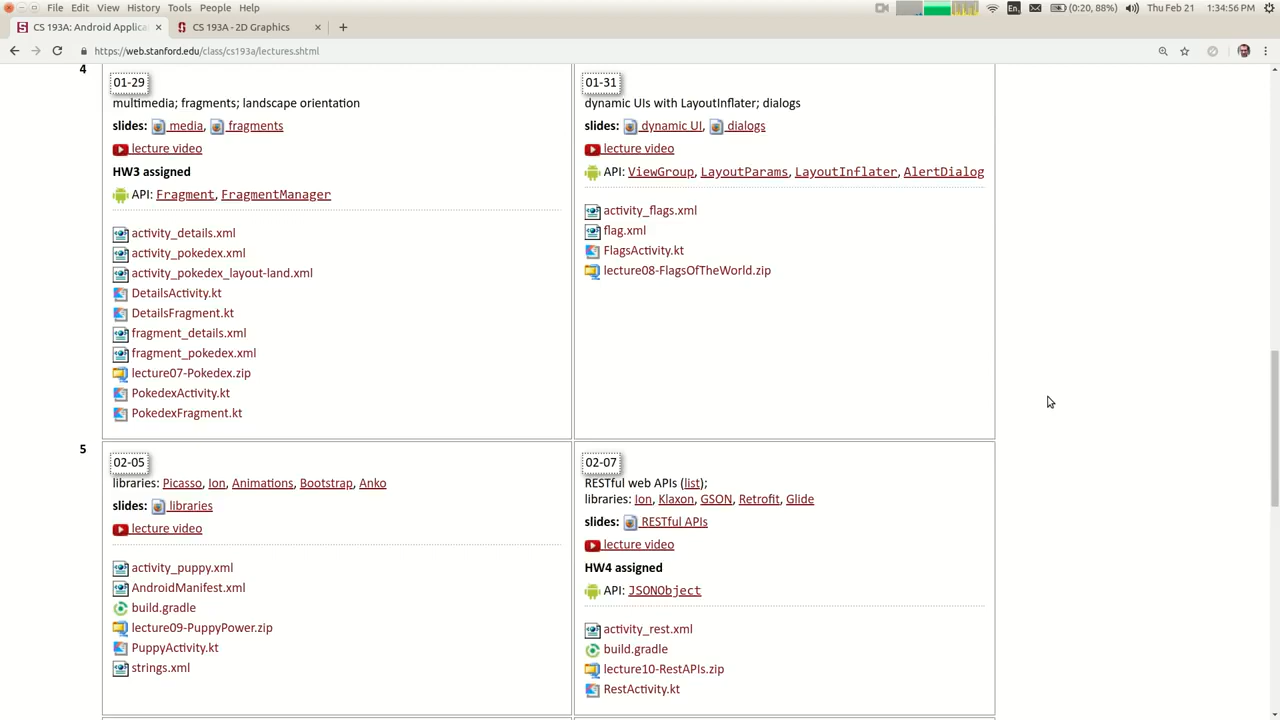 File Edit View History Tools People Help
En (0:20, 88%) Thu Feb 21 1:34:56 PM
CS 193A: Android Applica
CS 193A - 2D Graphics
https://web.stanford.edu/class/cs193a/lectures.shtml
4
01-29
multimedia; fragments; landscape orientation
slides: media, fragments
lecture video
HW3 assigned
API: Fragment, FragmentManager
activity_details.xml
activity_pokedex.xml
activity_pokedex_layout-land.xml
DetailsActivity.kt
DetailsFragment.kt
fragment_details.xml
fragment_pokedex.xml
lecture07-Pokedex.zip
PokedexActivity.kt
PokedexFragment.kt
01-31
dynamic UIs with LayoutInflater; dialogs
slides: dynamic UI, dialogs
lecture video
API: ViewGroup, LayoutParams, LayoutInflater, AlertDialog
activity_flags.xml
flag.xml
FlagsActivity.kt
lecture08-FlagsOfTheWorld.zip
5
02-05
libraries: Picasso, Ion, Animations, Bootstrap, Anko
slides: libraries
lecture video
activity_puppy.xml
AndroidManifest.xml
build.gradle
lecture09-PuppyPower.zip
PuppyActivity.kt
strings.xml
02-07
RESTful web APIs (list);
libraries: Ion, Klaxon, GSON, Retrofit, Glide
slides: RESTful APIs
lecture video
HW4 assigned
API: JSONObject
activity_rest.xml
build.gradle
lecture10-RestAPIs.zip
RestActivity.kt